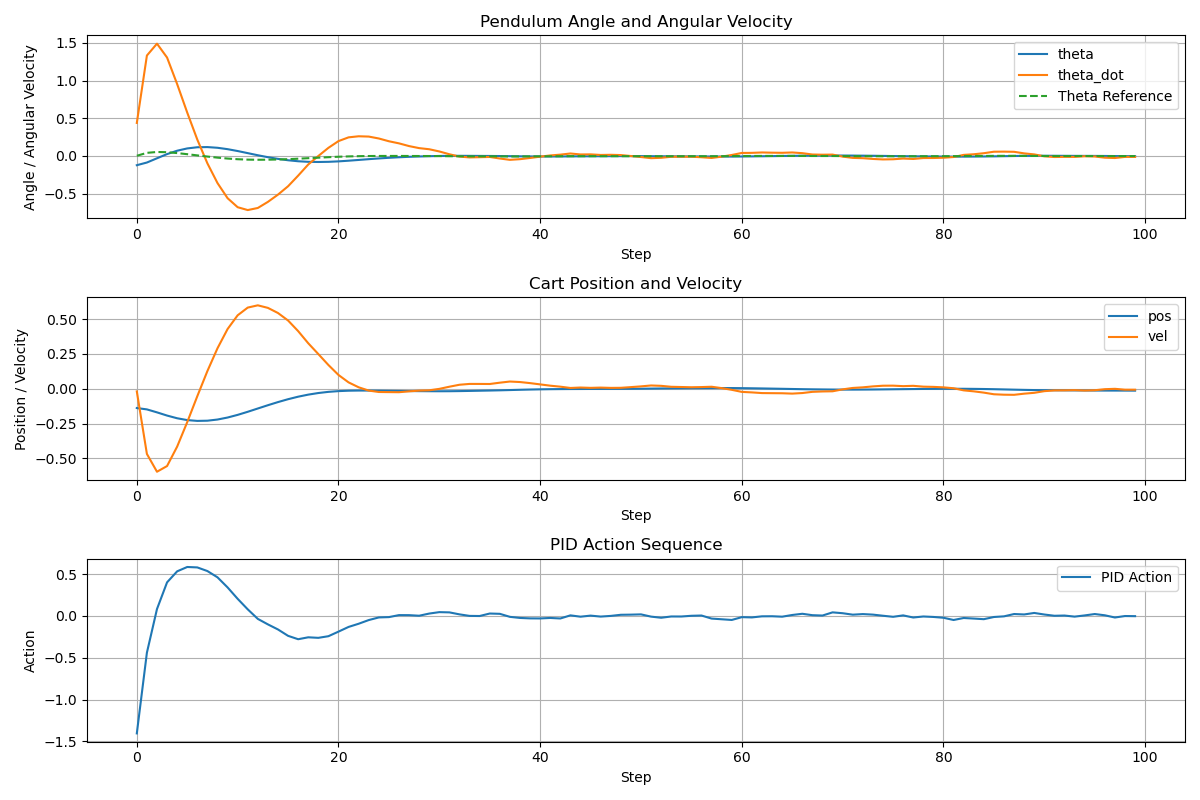 Pendulum Angle and Angular Velocity
Angle / Angular Velocity
1.5
1.0
0.5
0.0
−0.5
theta
theta_dot
Theta Reference
0 20 40 60 80 100
Step
Cart Position and Velocity
Position / Velocity
0.50
0.25
0.00
−0.25
−0.50
pos
vel
0 20 40 60 80 100
Step
PID Action Sequence
Action
0.5
0.0
−0.5
−1.0
−1.5
PID Action
0 20 40 60 80 100
Step